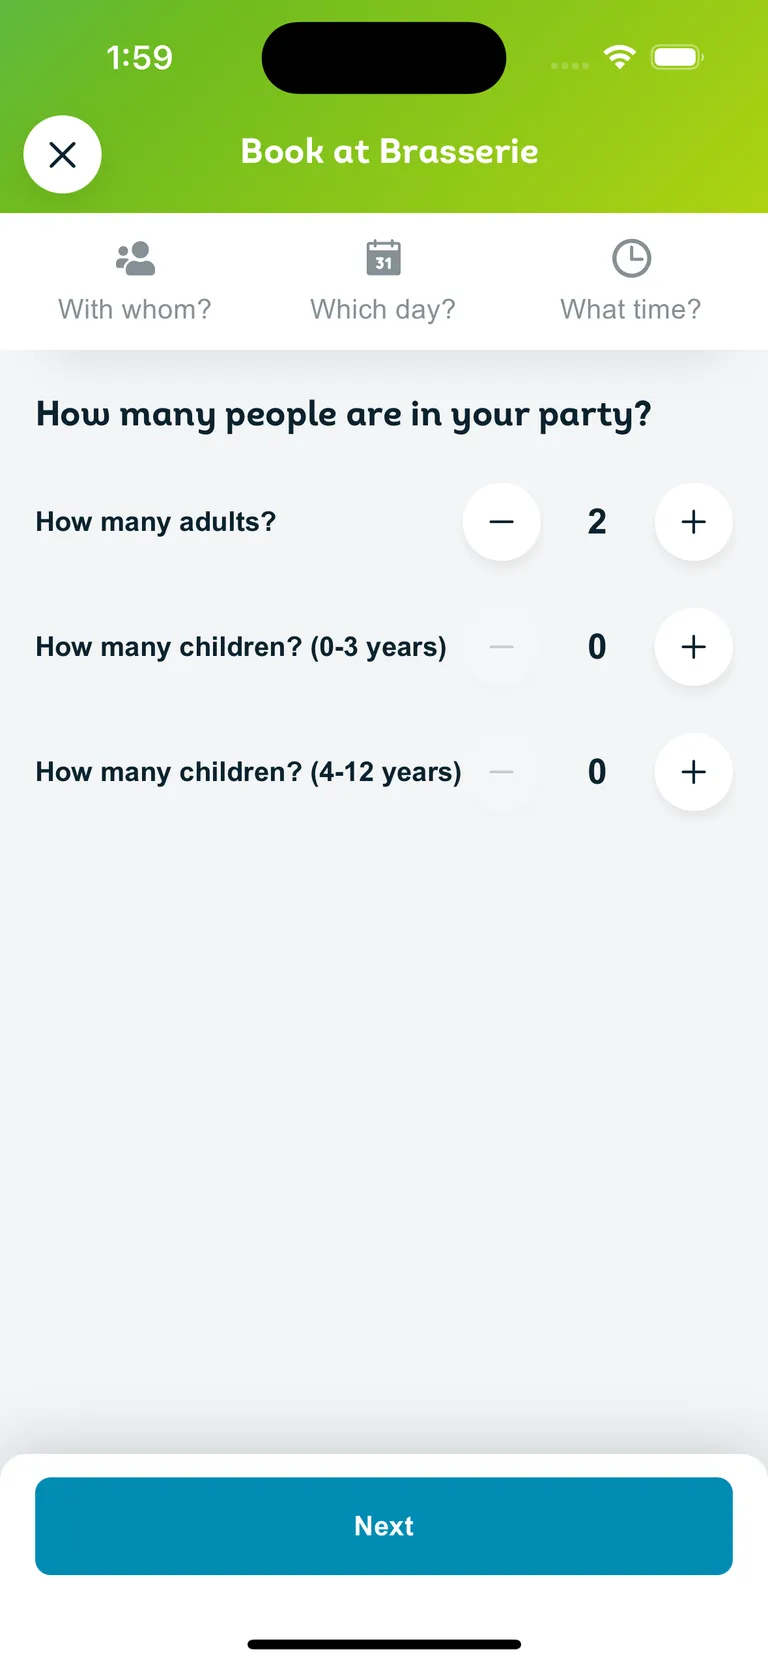 1:59
Book at Brasserie
31
With whom?
Which day?
What time?
How many people are in your party?
How many adults?
2
How many children? (0-3 years)
0
How many children? (4-12 years)
0
Next